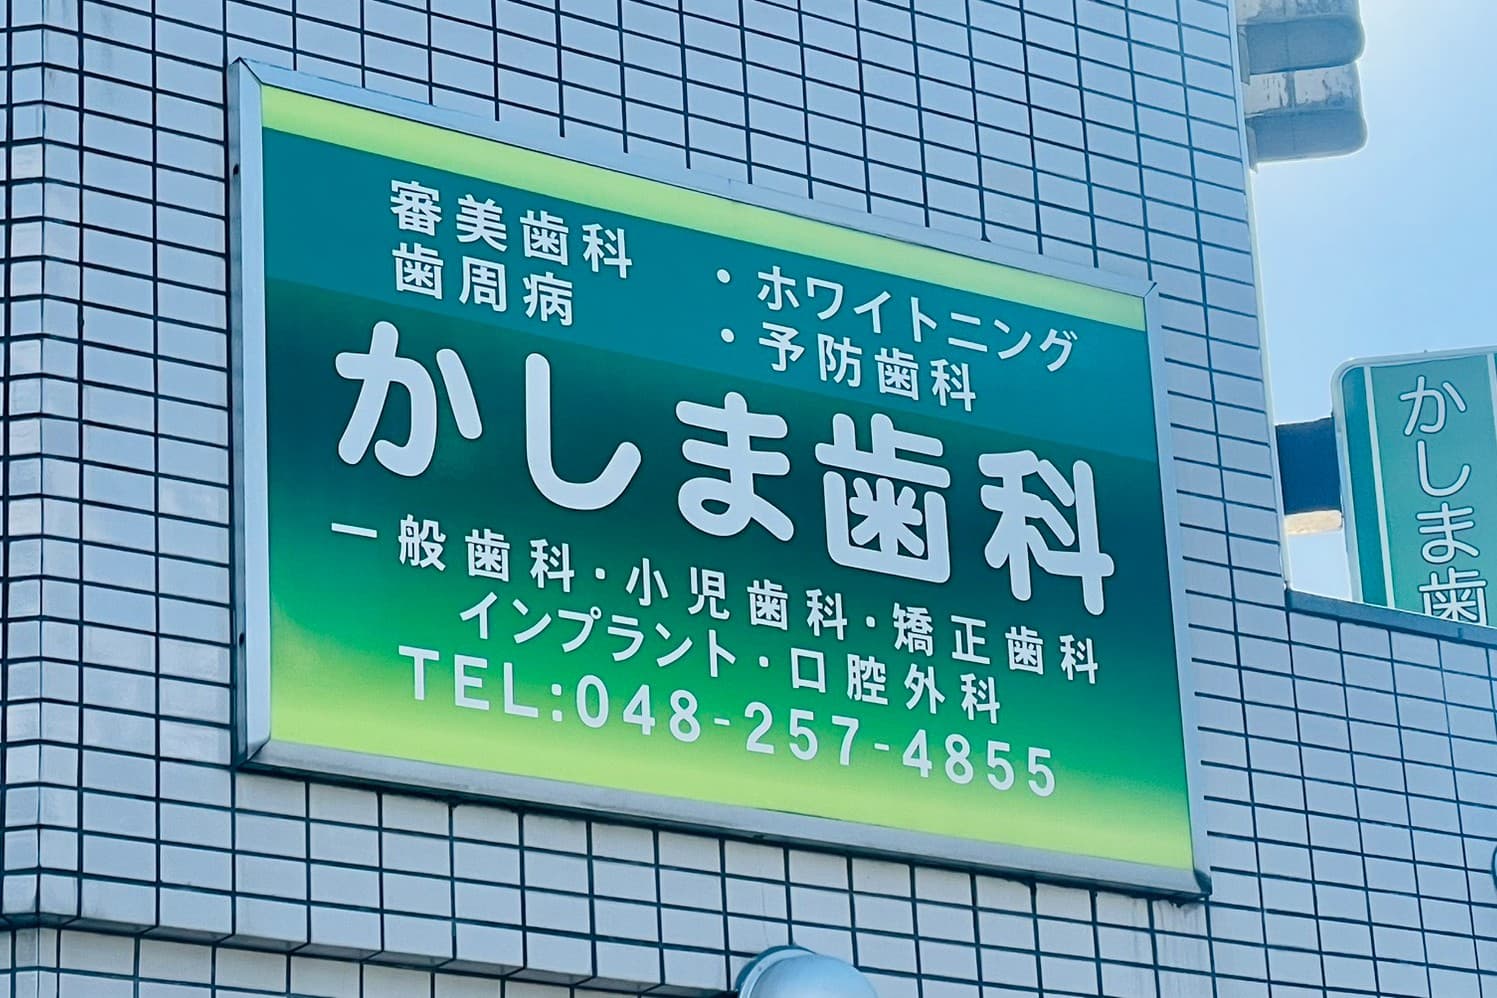 審美歯科・ホワイトニング
歯周病・予防歯科
かしま歯科
一般歯科・小児歯科・矯正歯科
インプラント・口腔外科
TEL:048-257-4855
かしま歯